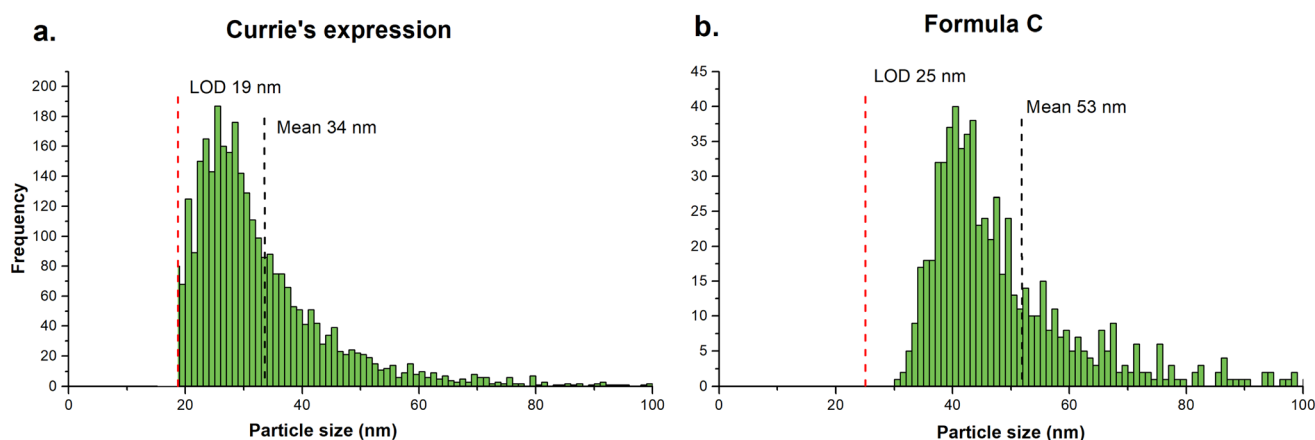 a.
Currie's expression
LOD 19 nm
Mean 34 nm
Frequency
200
180
160
140
120
100
80
60
40
20
0
0 20 40 60 80 100
Particle size (nm)
b.
Formula C
LOD 25 nm
Mean 53 nm
45
40
35
30
25
20
15
10
5
0
0 20 40 60 80 100
Particle size (nm)